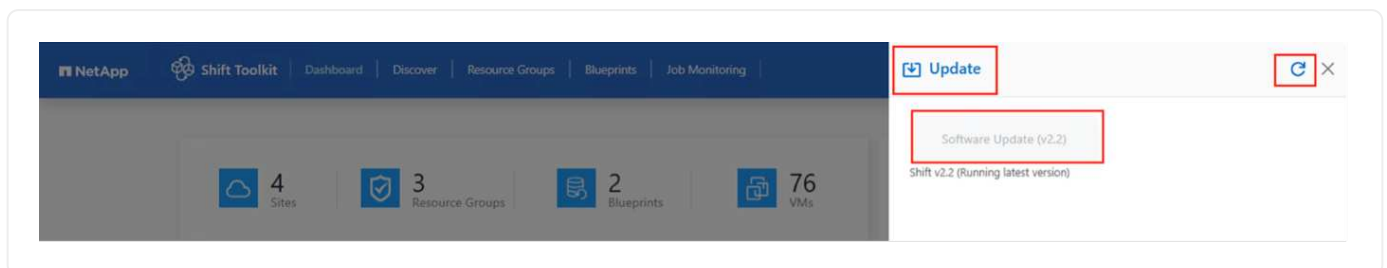 NetApp Shift Toolkit Dashboard Discover Resource Groups Blueprints Job Monitoring
Update
Software Update (v2.2)
Shift v2.2 (Running latest version)
4
Sites
3
Resource Groups
2
Blueprints
76
VMs